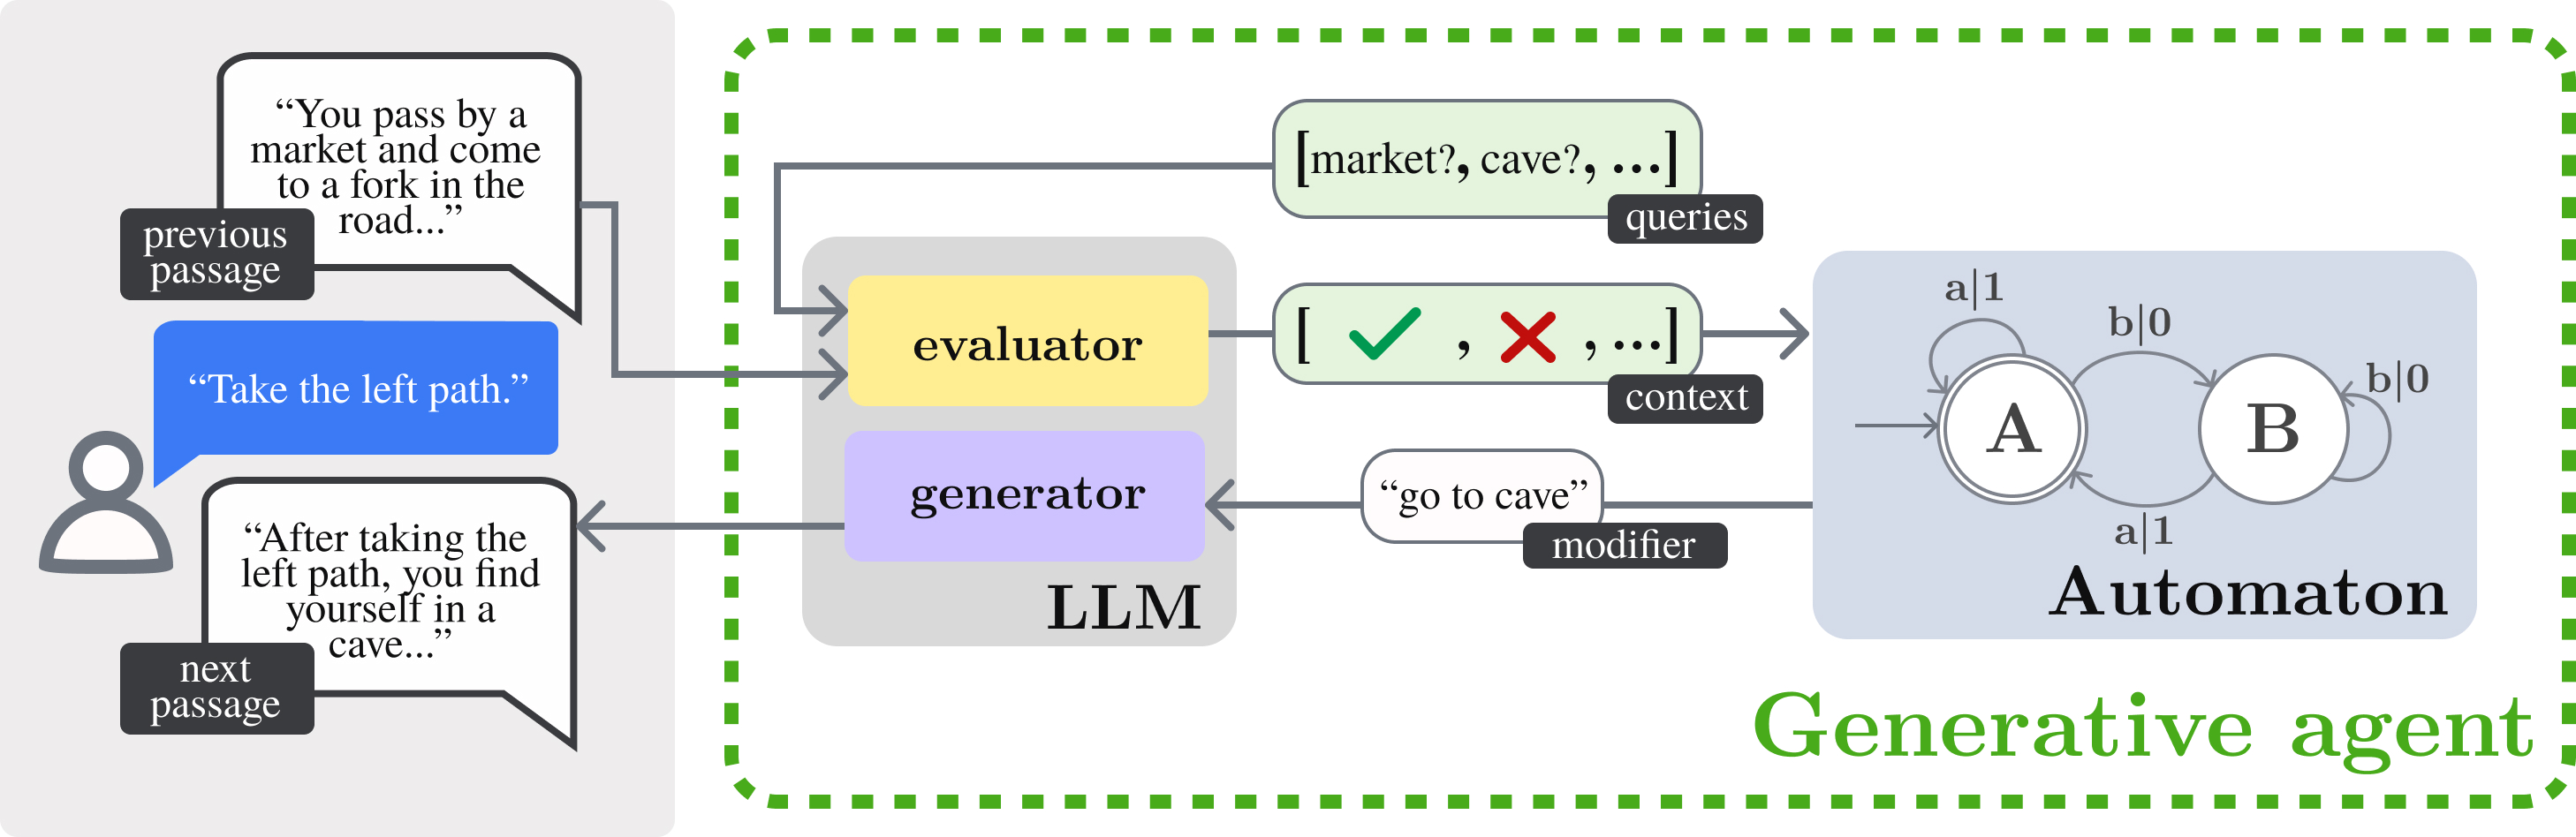 “You pass by a
market and come
to a fork in the
road...”
previous
passage
“Take the left path.”
“After taking the
left path, you find
yourself in a
cave...”
next
passage
[market?, cave?, ...]
queries
evaluator
[ ✓ , ✗ , ...]
context
generator
“go to cave”
modifier
LLM
a|1
b|0
b|0
A
B
a|1
Automaton
Generative agent